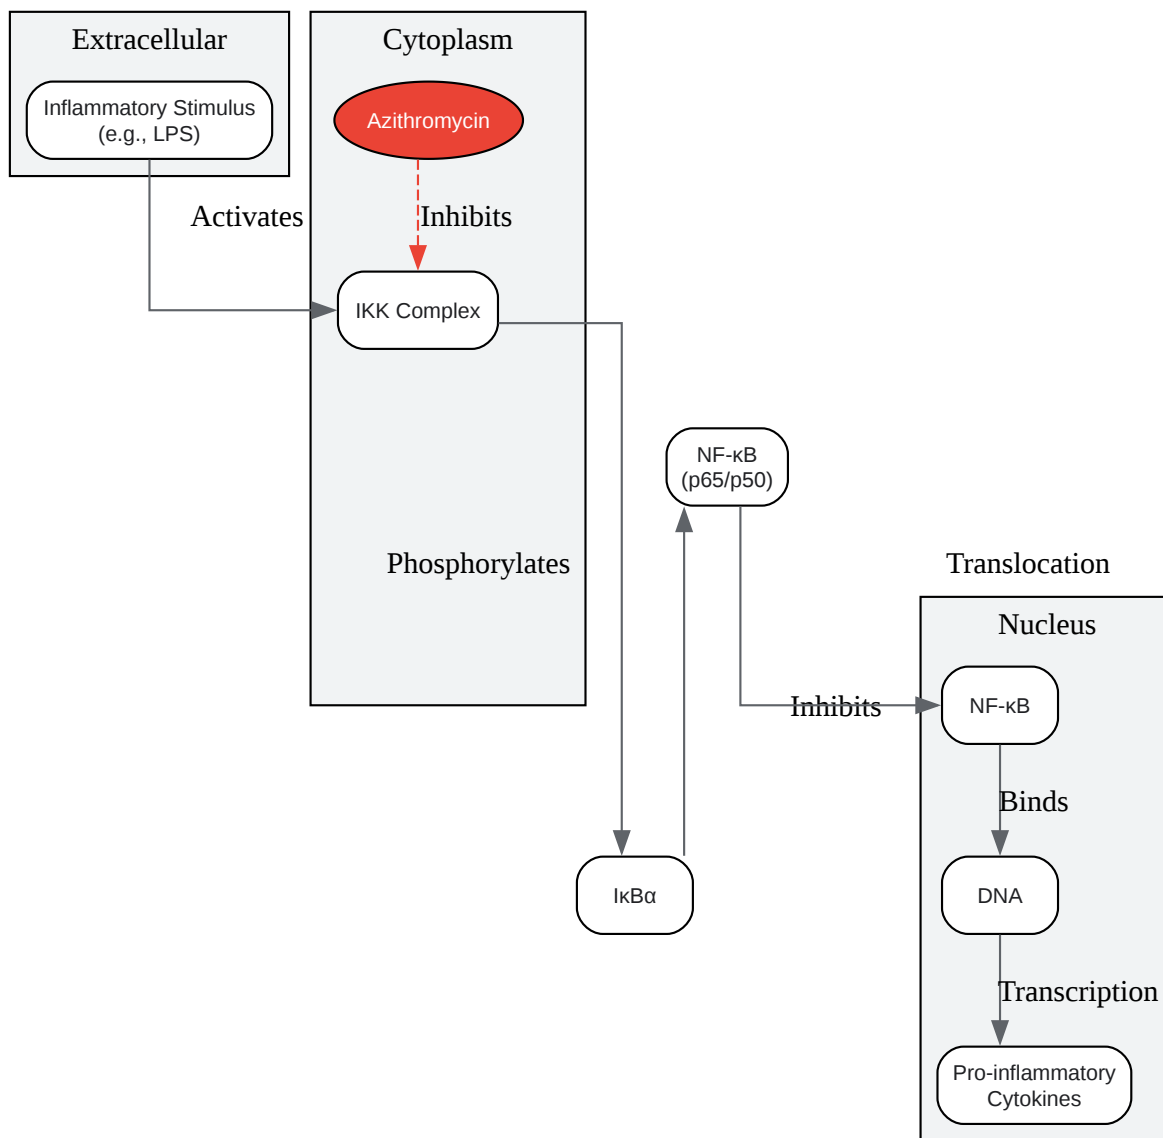 Extracellular
Cytoplasm
Inflammatory Stimulus
(e.g., LPS)
Azithromycin
Activates
Inhibits
IKK Complex
NF-κB
(p65/p50)
Phosphorylates
Translocation
Nucleus
Inhibits
NF-κB
Binds
IκBα
DNA
Transcription
Pro-inflammatory
Cytokines